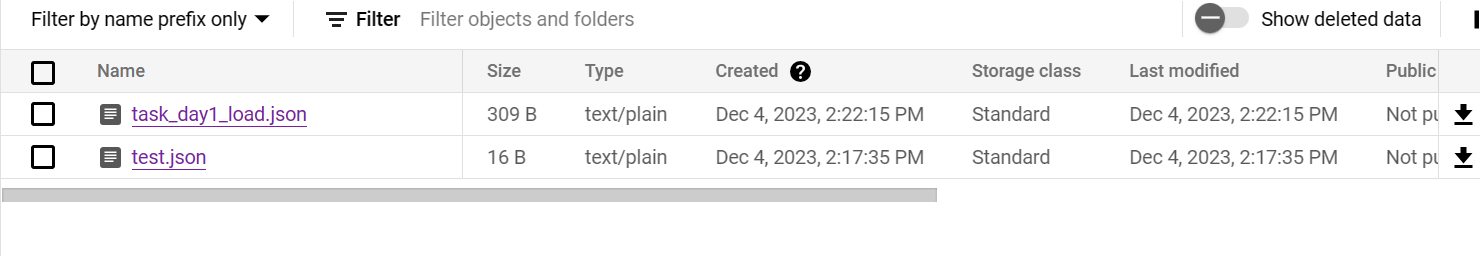 Filter by name prefix only Filter Filter objects and folders Show deleted data
Name Size Type Created ? Storage class Last modified Public
task_day1_load.json 309 B text/plain Dec 4, 2023, 2:22:15 PM Standard Dec 4, 2023, 2:22:15 PM Not pu
test.json 16 B text/plain Dec 4, 2023, 2:17:35 PM Standard Dec 4, 2023, 2:17:35 PM Not pu